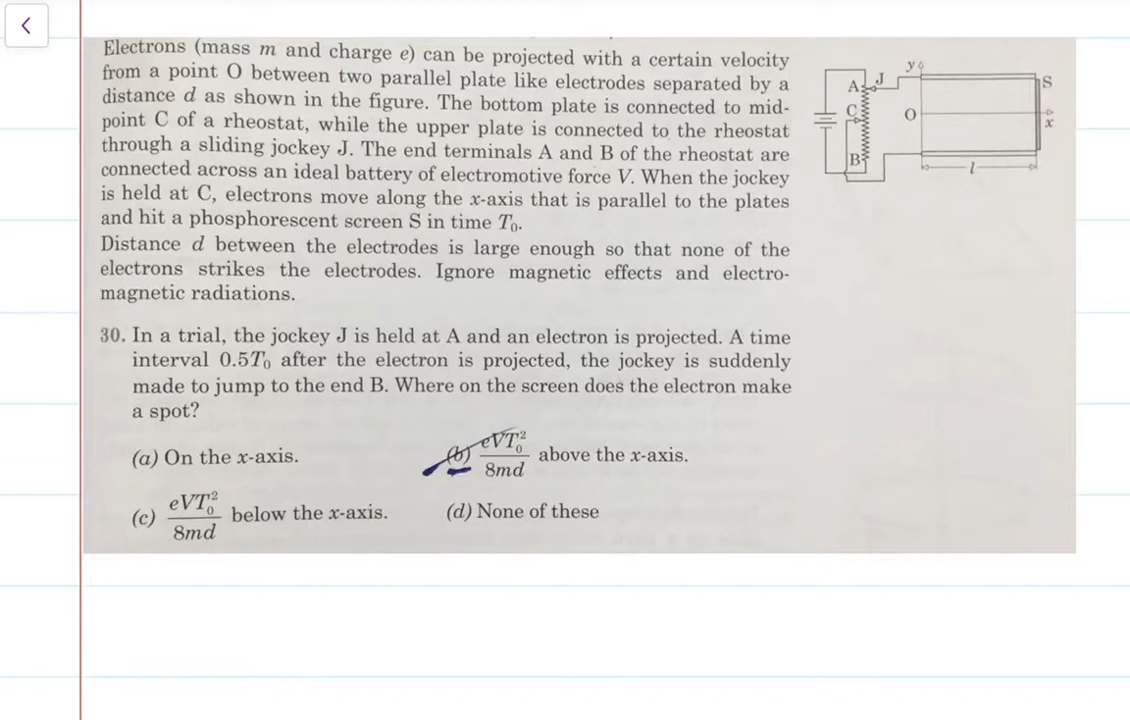 Electrons (mass m and charge e) can be projected with a certain velocity
from a point O between two parallel plate like electrodes separated by a
distance d as shown in the figure. The bottom plate is connected to mid-
point C of a rheostat, while the upper plate is connected to the rheostat
through a sliding jockey J. The end terminals A and B of the rheostat are
connected across an ideal battery of electromotive force V. When the jockey
is held at C, electrons move along the x-axis that is parallel to the plates
and hit a phosphorescent screen S in time T₀.
Distance d between the electrodes is large enough so that none of the
electrons strikes the electrodes. Ignore magnetic effects and electro-
magnetic radiations.
A J y S
C O x
B l
30. In a trial, the jockey J is held at A and an electron is projected. A time
interval 0.5T₀ after the electron is projected, the jockey is suddenly
made to jump to the end B. Where on the screen does the electron make
a spot?
(a) On the x-axis.
(b) eVT₀²/8md above the x-axis.
(c) eVT₀²/8md below the x-axis.
(d) None of these